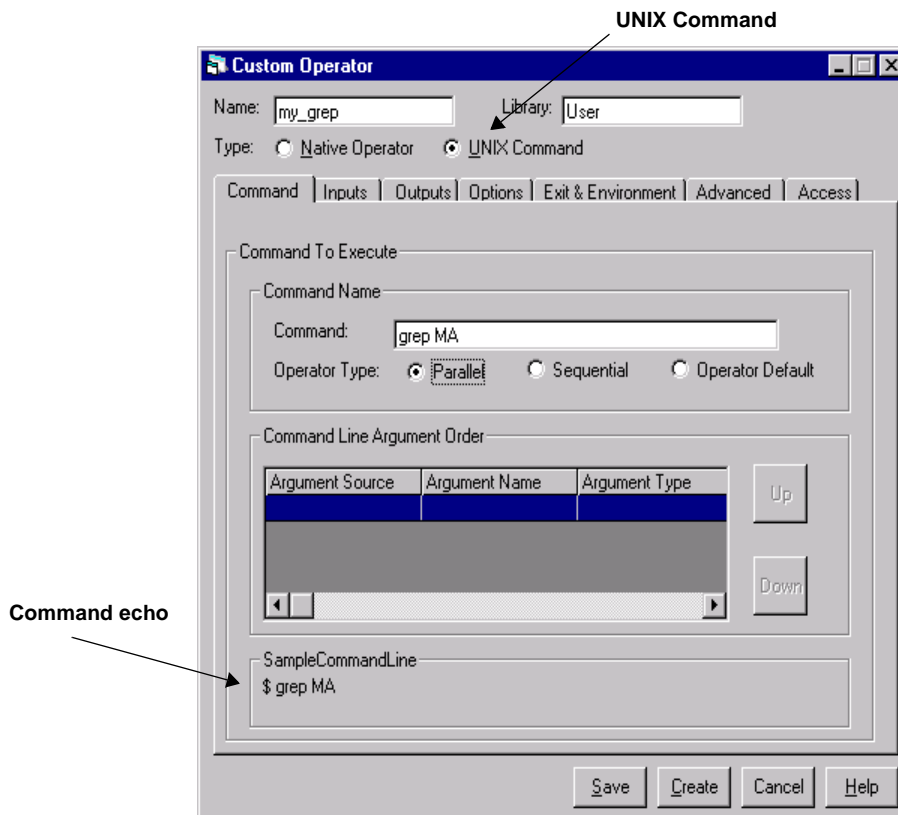 UNIX Command
Custom Operator
Name: my_grep Library: User
Type: Native Operator UNIX Command
Command Inputs Outputs Options Exit & Environment Advanced Access
Command To Execute
Command Name
Command: grep MA
Operator Type: Parallel Sequential Operator Default
Command Line Argument Order
Argument Source Argument Name Argument Type
Up
Down
Command echo
SampleCommandLine
$ grep MA
Save Create Cancel Help